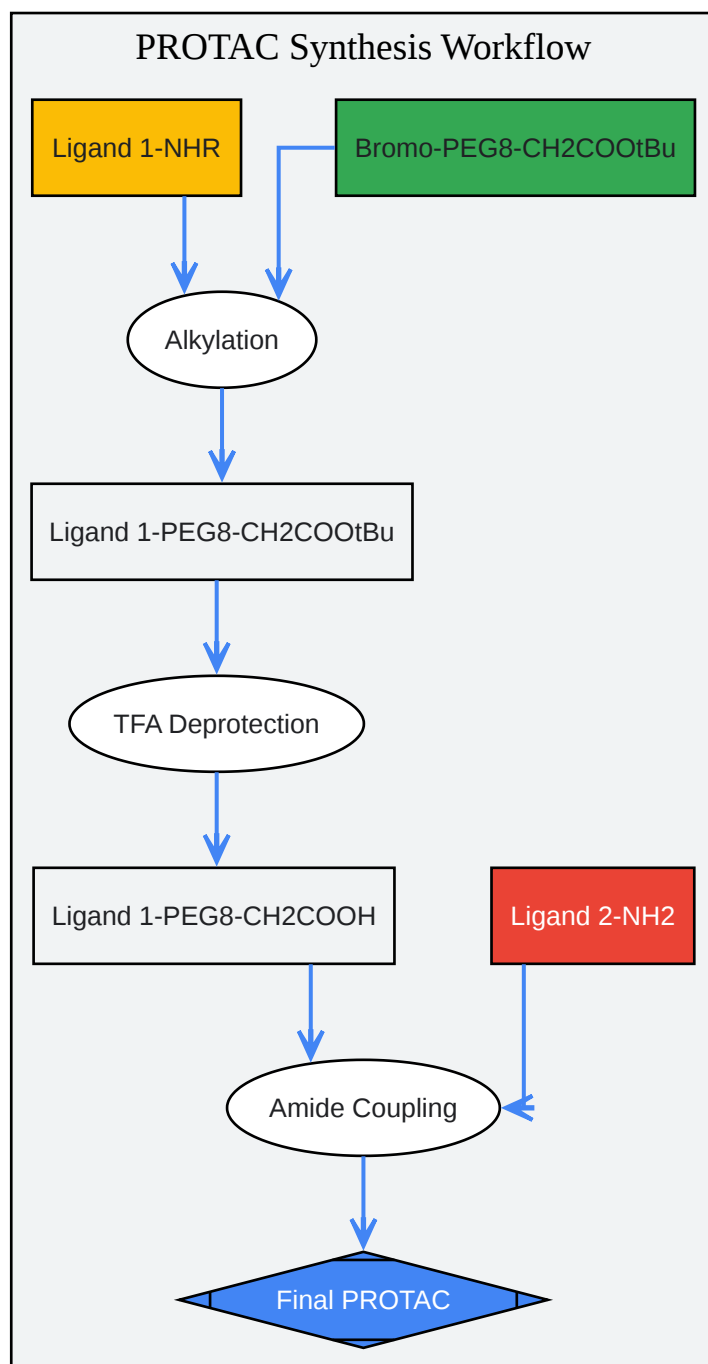 PROTAC Synthesis Workflow
Ligand 1-NHR
Bromo-PEG8-CH2COOtBu
Alkylation
Ligand 1-PEG8-CH2COOtBu
TFA Deprotection
Ligand 1-PEG8-CH2COOH
Ligand 2-NH2
Amide Coupling
Final PROTAC